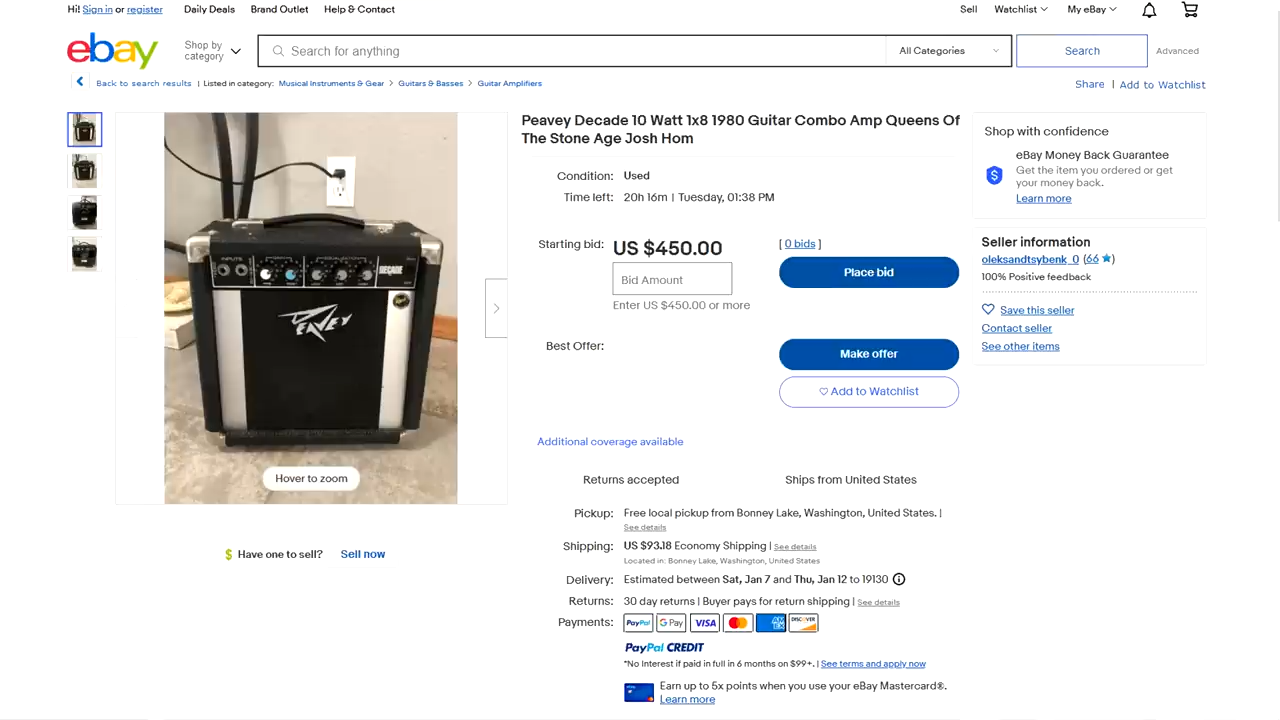 Hi! Sign in or register
Daily Deals
Brand Outlet
Help & Contact
Sell
Watchlist
My eBay
ebay
Shop by
category
Search for anything
All Categories
Search
Advanced
Back to search results | Listed in category: Musical Instruments & Gear > Guitars & Basses > Guitar Amplifiers
Share | Add to Watchlist
Peavey Decade 10 Watt 1x8 1980 Guitar Combo Amp Queens Of
The Stone Age Josh Hom
Condition: Used
Time left: 20h 16m | Tuesday, 01:38 PM
Starting bid: US $450.00
[ 0 bids ]
Place bid
Bid Amount
Enter US $450.00 or more
Best Offer:
Make offer
Add to Watchlist
Additional coverage available
Returns accepted
Ships from United States
Pickup: Free local pickup from Bonney Lake, Washington, United States. |
See details
Shipping: US $93.18 Economy Shipping | See details
Located in: Bonney Lake, Washington, United States
Delivery: Estimated between Sat, Jan 7 and Thu, Jan 12 to 19130
Returns: 30 day returns | Buyer pays for return shipping | See details
Payments: PayPal G Pay VISA AMEX DISCOVER
PayPal CREDIT
*No Interest if paid in full in 6 months on $99+. | See terms and apply now
Earn up to 5x points when you use your eBay Mastercard®.
Learn more
Shop with confidence
eBay Money Back Guarantee
Get the item you ordered or get
your money back.
Learn more
Seller information
oleksandtsybenk_0 (66)
100% Positive feedback
Save this seller
Contact seller
See other items
INPUTS
DECADE
PEAVEY
Hover to zoom
$ Have one to sell? Sell now